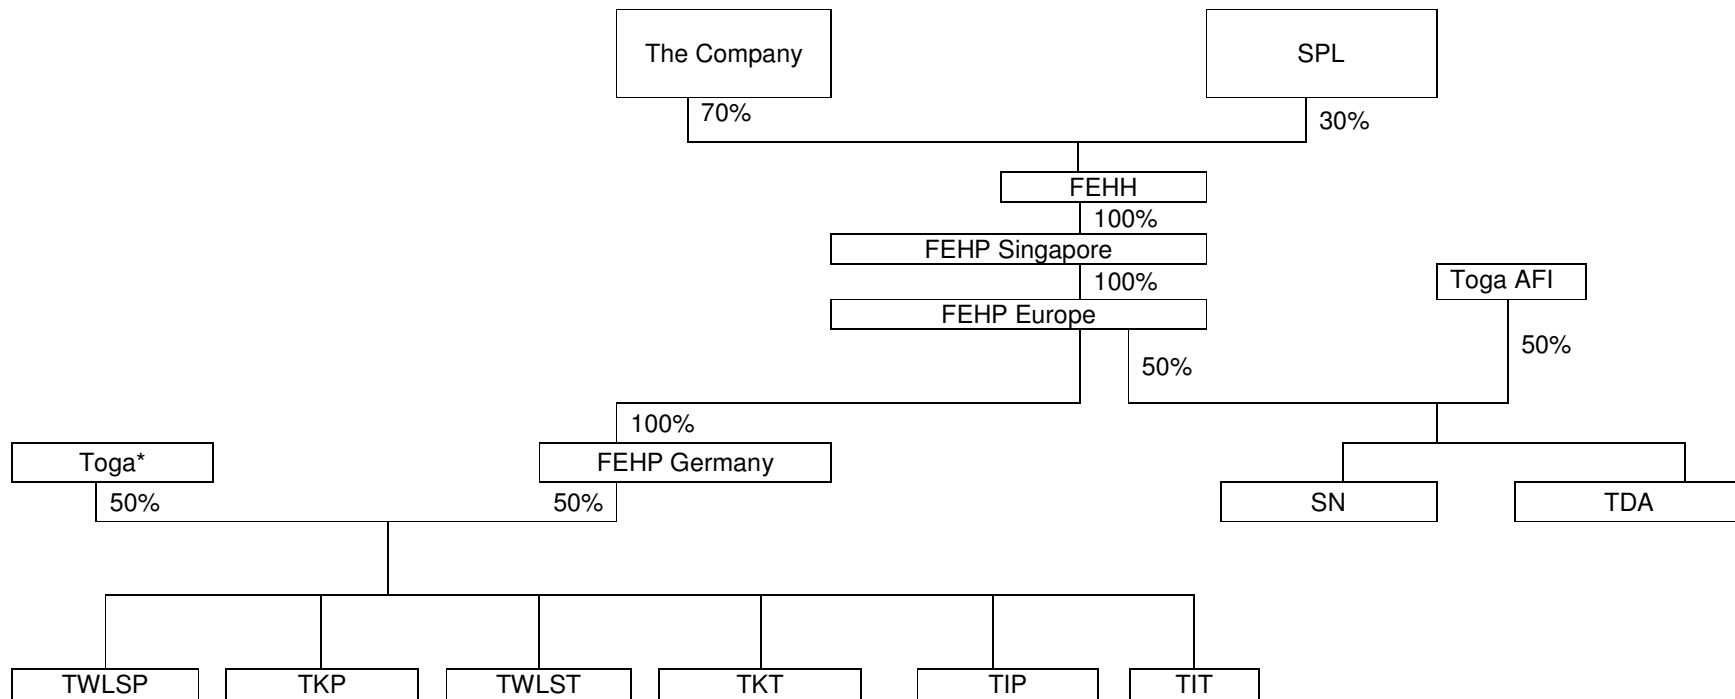 The Company
SPL
70%
30%
FEHH
100%
FEHP Singapore
100%
Toga AFI
FEHP Europe
50%
50%
100%
Toga*
FEHP Germany
50%
50%
SN
TDA
TWLSP
TKP
TWLST
TKT
TIP
TIT